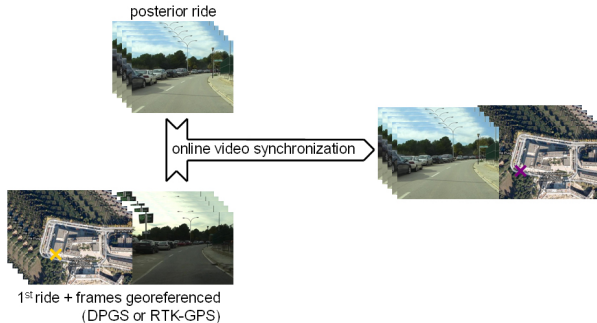 posterior ride
online video synchronization
1st ride + frames georeferenced
(DPGS or RTK-GPS)